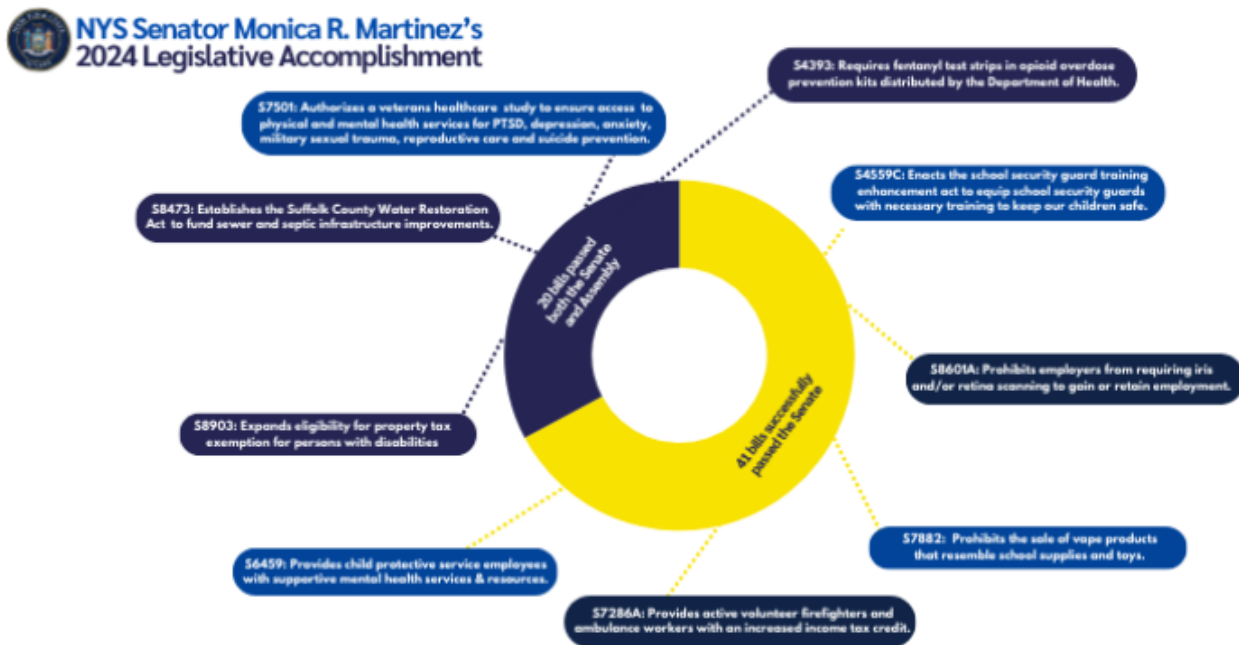 NYS Senator Monica R. Martinez's
2024 Legislative Accomplishment
S4393: Requires fentanyl test strips in opioid overdose
prevention kits distributed by the Department of Health.
S7501: Authorizes a veterans healthcare study to ensure access to
physical and mental health services for PTSD, depression, anxiety,
military sexual trauma, reproductive care and suicide prevention.
S4559C: Enacts the school security guard training
enhancement act to equip school security guards
with necessary training to keep our children safe.
S8473: Establishes the Suffolk County Water Restoration
Act to fund sewer and septic infrastructure improvements.
20 bills passed
both the Senate
and Assembly
S8601A: Prohibits employers from requiring iris
and/or retina scanning to gain or retain employment.
S8903: Expands eligibility for property tax
exemption for persons with disabilities
41 bills successfully
passed the Senate
S7882: Prohibits the sale of vape products
that resemble school supplies and toys.
S6459: Provides child protective service employees
with supportive mental health services & resources.
S7286A: Provides active volunteer firefighters and
ambulance workers with an increased income tax credit.